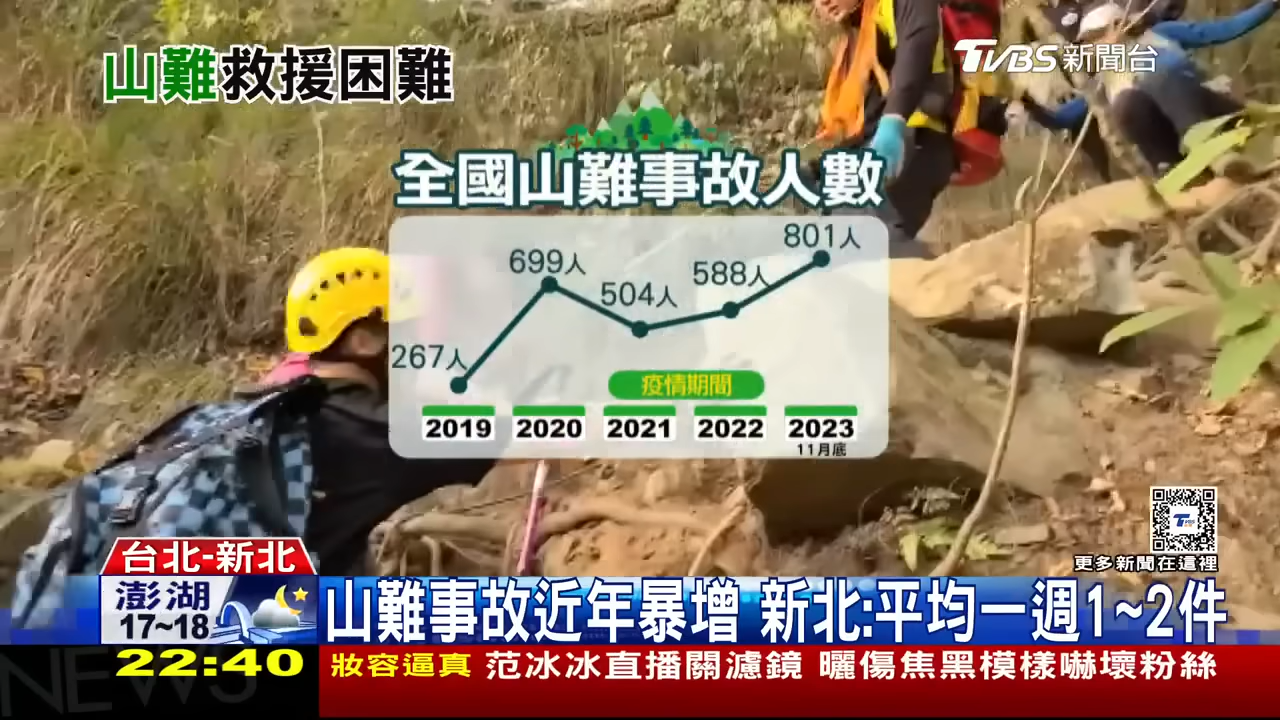 山難救援困難
TVBS新聞台
全國山難事故人數
801人
699人
588人
504人
267人
疫情期間
2019 2020 2021 2022 2023
11月底
更多新聞在這裡
台北-新北
澎湖
17~18
山難事故近年暴增 新北:平均一週1~2件
22:40
妝容逼真 范冰冰直播關濾鏡 曬傷焦黑模樣嚇壞粉絲
NEWS